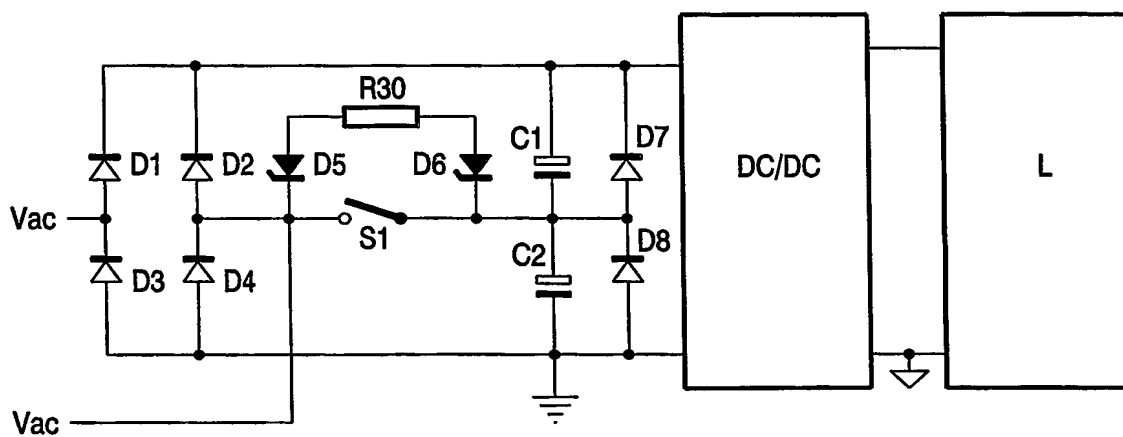 R30
D1 D2 D5 D6 C1 D7
DC/DC L
Vac
S1
D3 D4 C2 D8
Vac